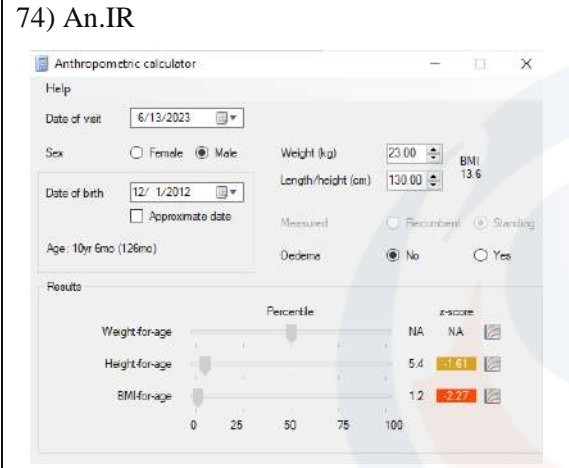 74) An.IR
Anthropometric calculator
Help
Date of visit 6/13/2023
Sex Female Male Weight (kg) 23.00 BMI
Length/height (cm) 130.00 13.6
Date of birth 12/ 1/2012
Approximate date
Measured Recumbent Standing
Age: 10yr 6mo (126mo) Oedema No Yes
Results
Percentile z-score
Weight-for-age NA NA
Height-for-age 5.4 -1.61
BMI-for-age 1.2 -2.27
0 25 50 75 100